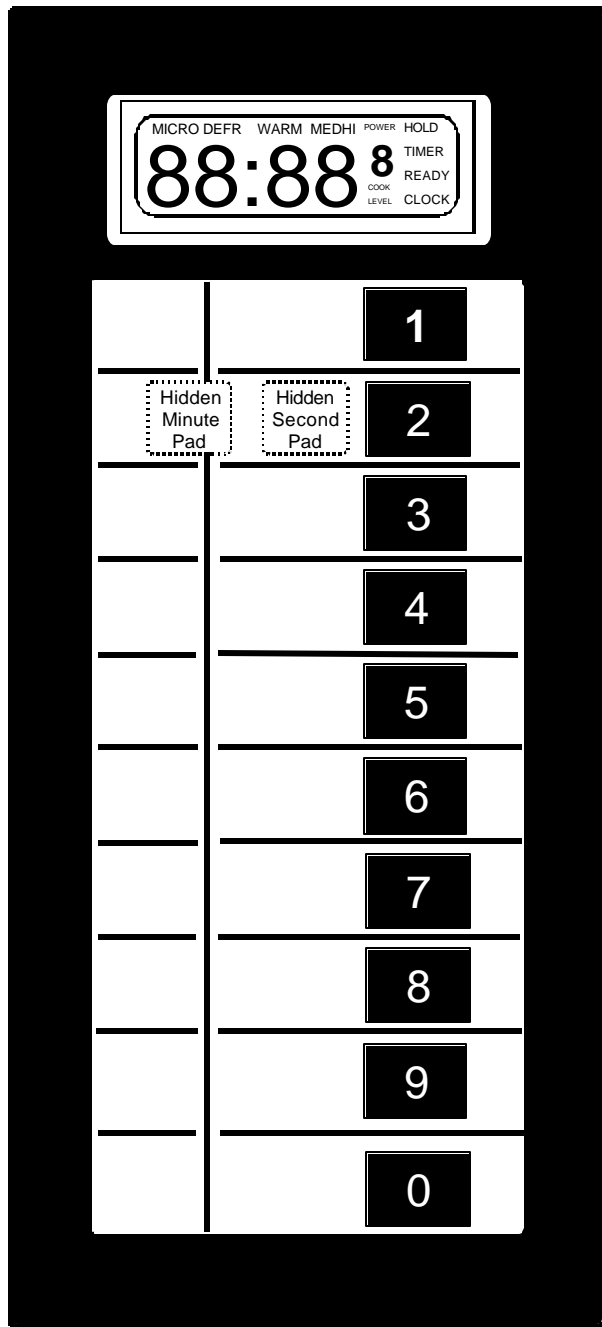 MICRO DEFR WARM MEDHI POWER HOLD
88:88 8 TIMER
READY
COOK
LEVEL CLOCK
1
Hidden Minute Pad
Hidden Second Pad
2
3
4
5
6
7
8
9
0